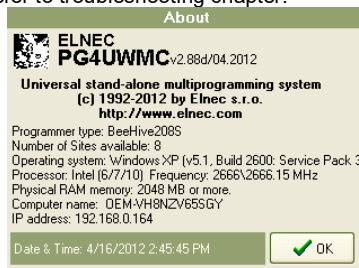 refer to troubleshooting chapter.
About
ELNEC
PG4UWMC v2.88d/04.2012
Universal stand-alone multiprogramming system
(c) 1992-2012 by Elnec s.r.o.
http://www.elnec.com
Programmer type: BeeHive208S
Number of Sites available: 8
Operating system: Windows XP (v5.1, Build 2600: Service Pack 3
Processor: Intel (6/7/10) Frequency: 2666\2666.15 MHz
Physical RAM memory: 2048 MB or more.
Computer name: OEM-VH8NZV65SGY
IP address: 192.168.0.164
Date & Time: 4/16/2012 2:45:45 PM
OK